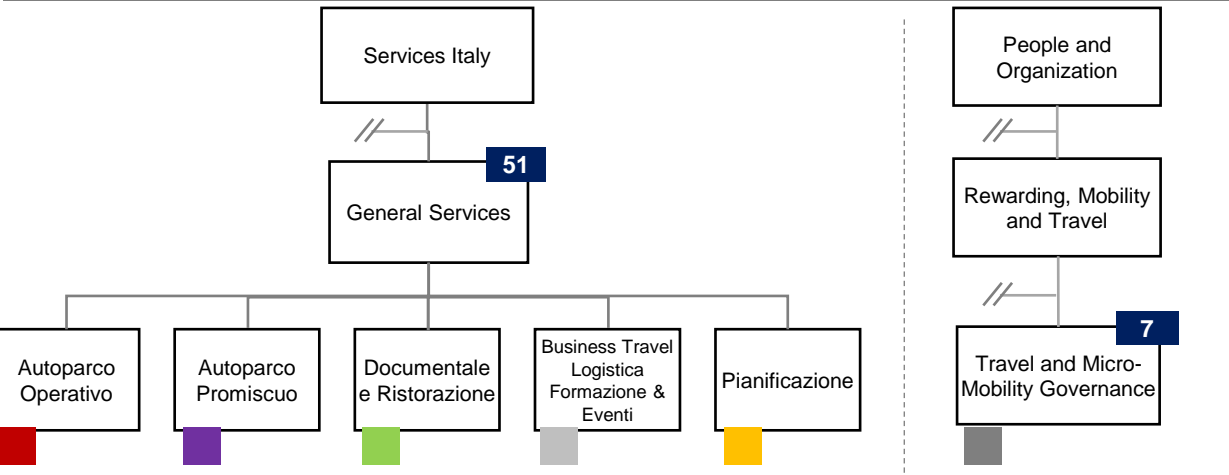 Services Italy
51
General Services
Autoparco
Operativo
Autoparco
Promiscuo
Documentale
e Ristorazione
Business Travel
Logistica
Formazione &
Eventi
Pianificazione
People and
Organization
Rewarding, Mobility
and Travel
7
Travel and Micro-
Mobility Governance